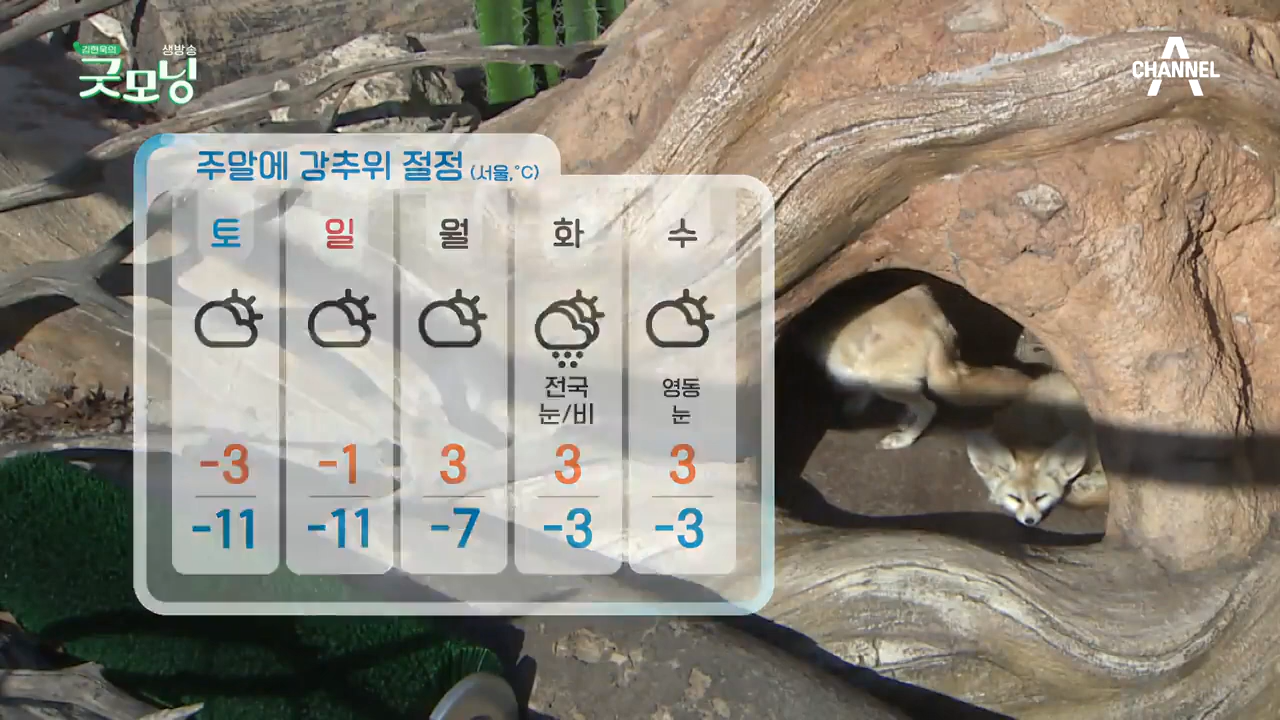 김현욱의 생방송
굿모닝
CHANNEL A
주말에 강추위 절정 (서울,°C)
토 일 월 화 수
전국 눈/비
영동 눈
-3 -1 3 3 3
-11 -11 -7 -3 -3